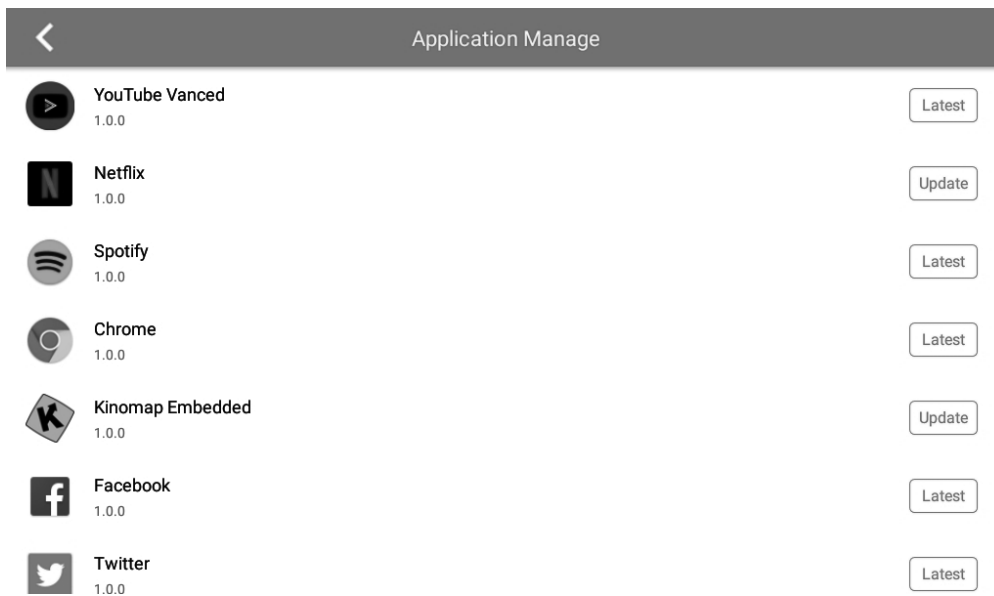 Application Manage
YouTube Vanced
1.0.0
Latest
N
Netflix
1.0.0
Update
Spotify
1.0.0
Latest
Chrome
1.0.0
Latest
K
Kinomap Embedded
1.0.0
Update
f
Facebook
1.0.0
Latest
Twitter
1.0.0
Latest